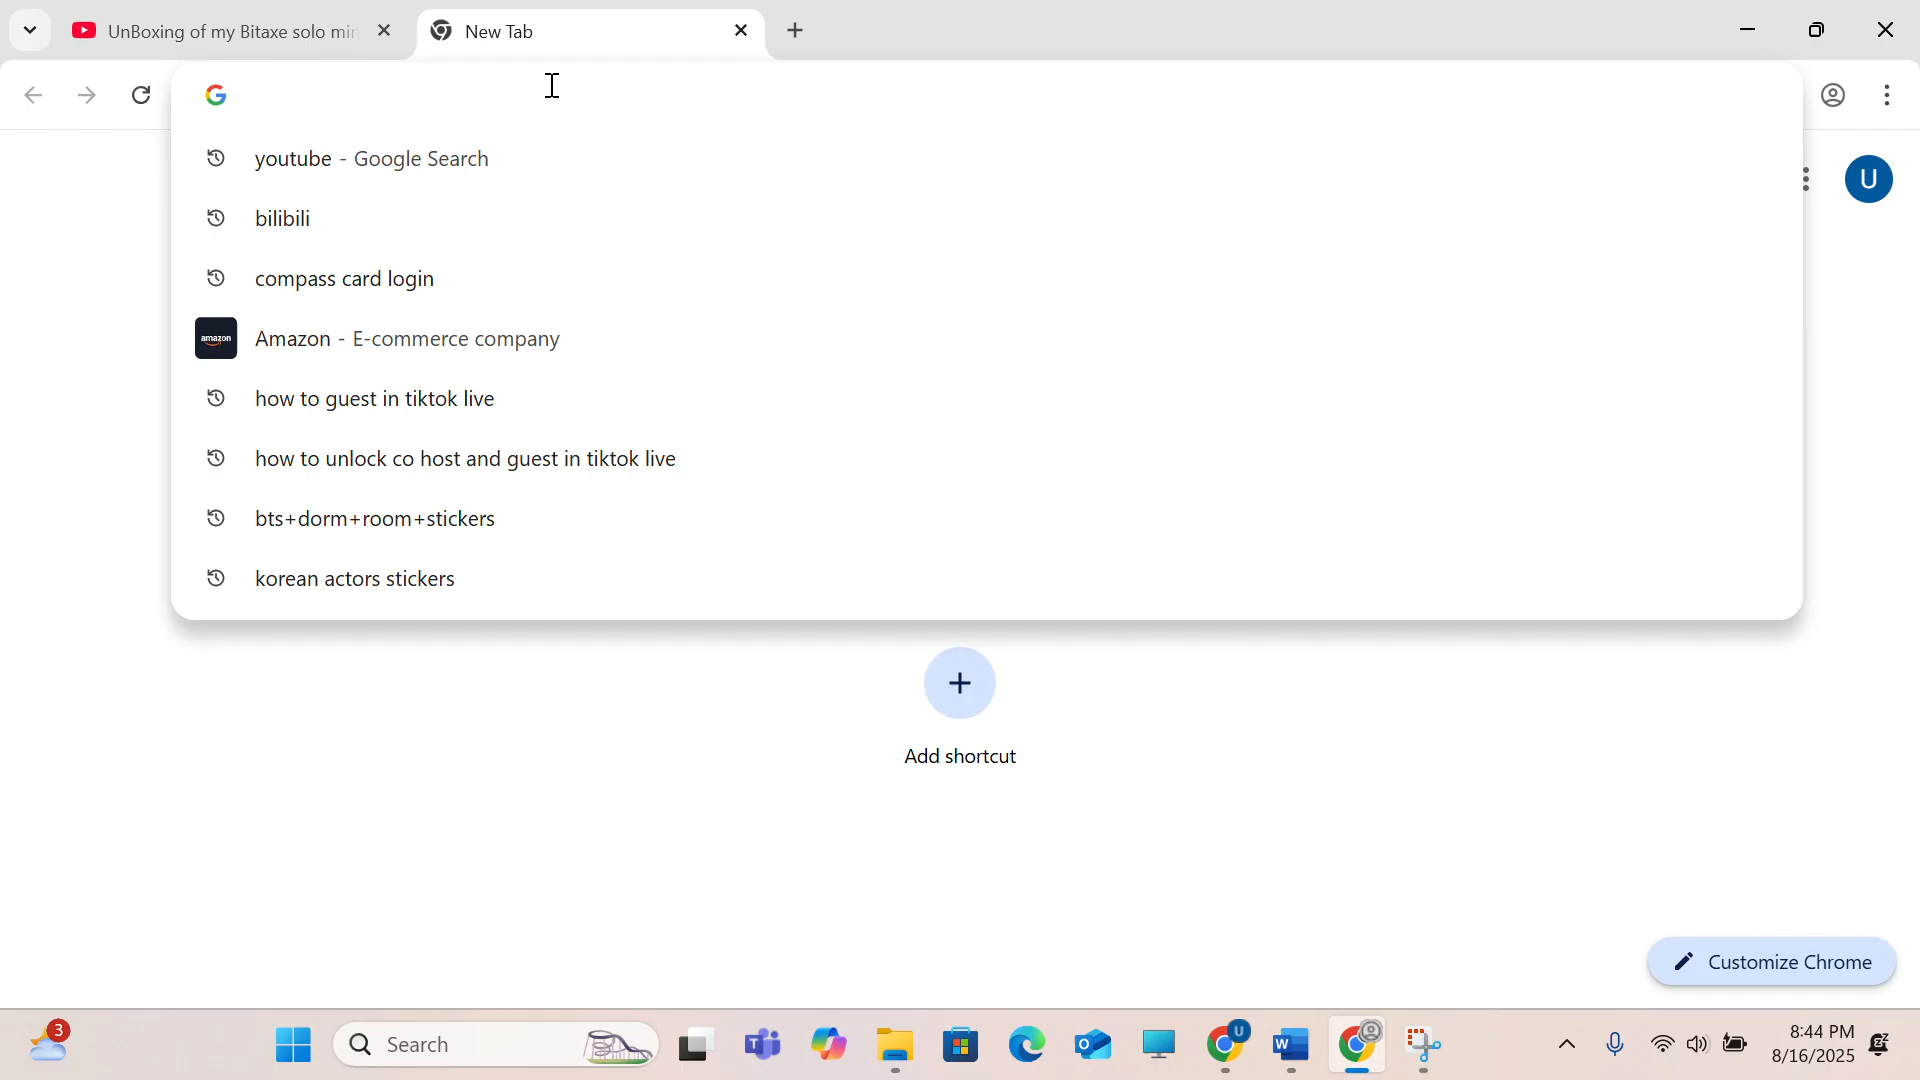 UnBoxing of my Bitaxe solo min
New Tab
youtube - Google Search
bilibili
compass card login
amazon
Amazon - E-commerce company
how to guest in tiktok live
how to unlock co host and guest in tiktok live
bts+dorm+room+stickers
korean actors stickers
U
Add shortcut
Customize Chrome
3
Search
U
8:44 PM
8/16/2025